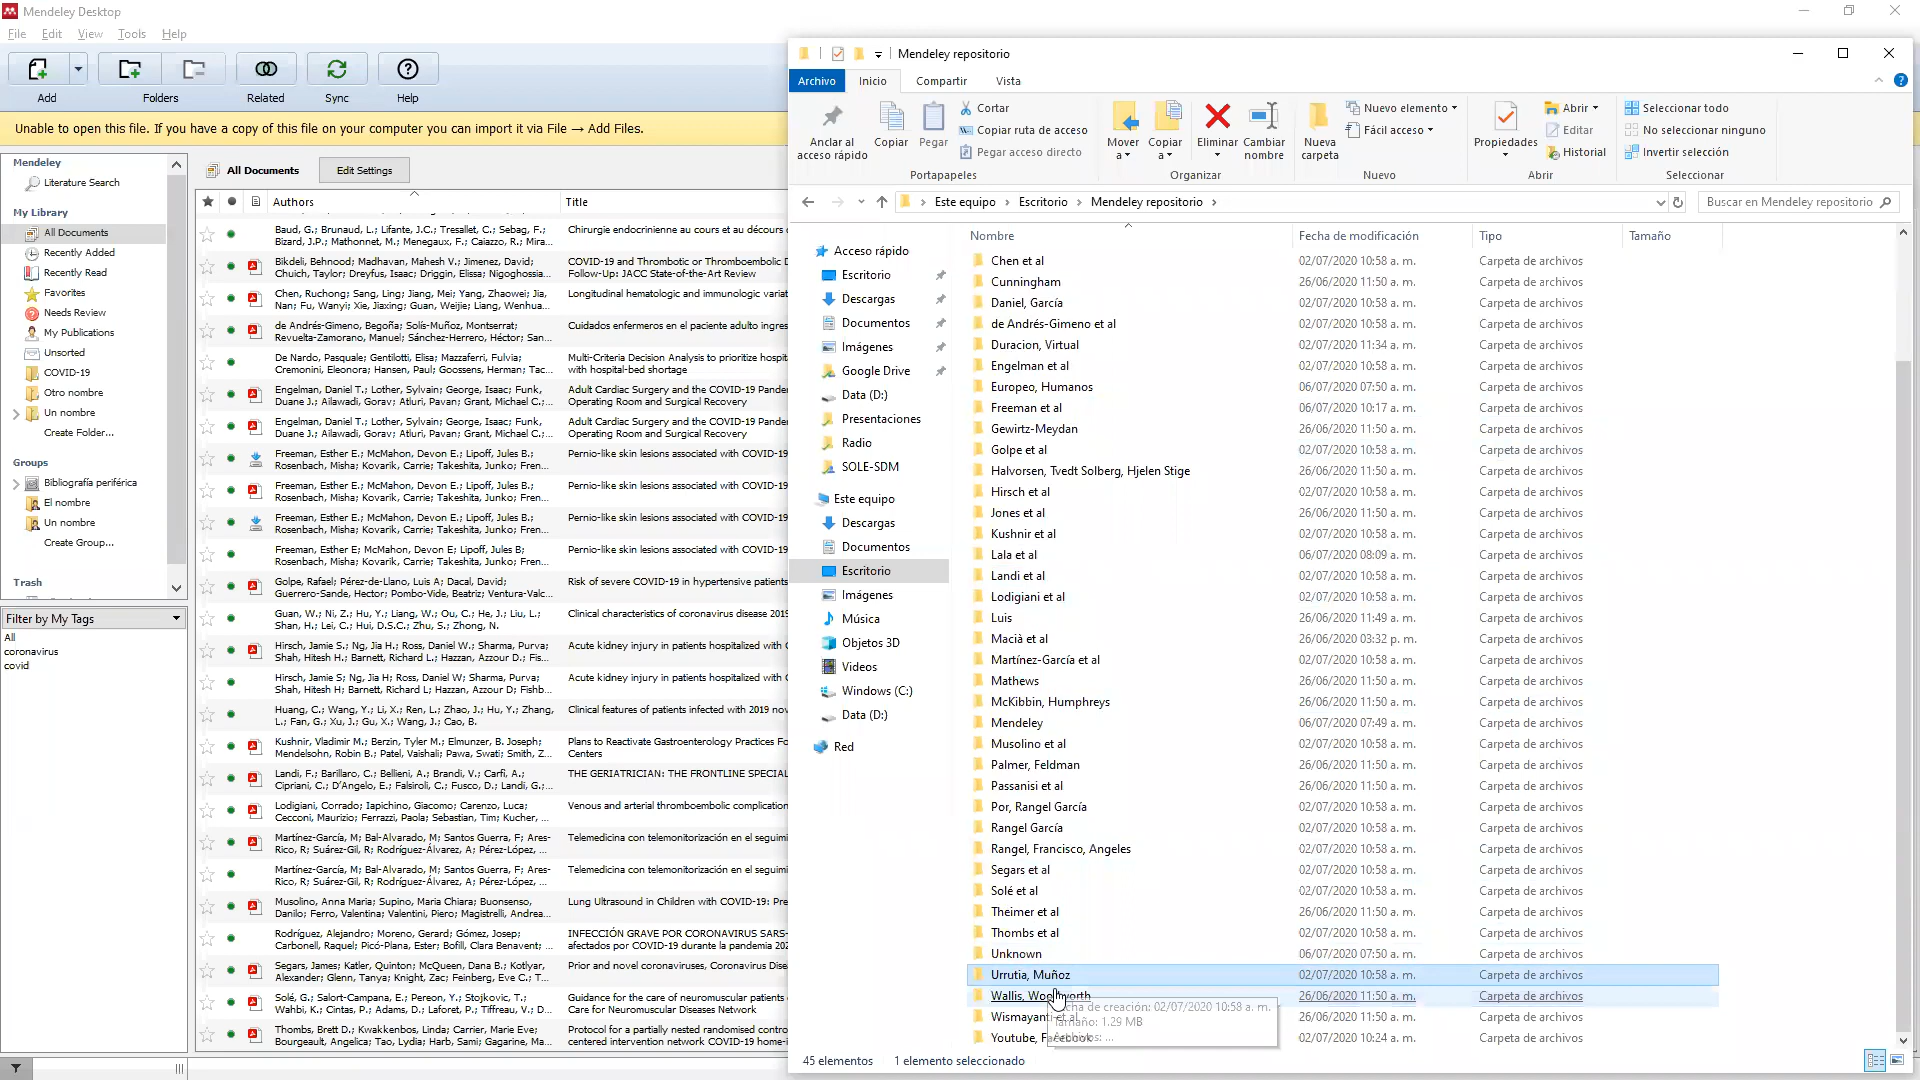 Mendeley Desktop
File Edit View Tools Help
Add Folders Related Sync Help
Unable to open this file. If you have a copy of this file on your computer you can import it via File → Add Files.
Mendeley
Literature Search
My Library
All Documents
Recently Added
Recently Read
Favorites
Needs Review
My Publications
Unsorted
COVID-19
Otro nombre
Un nombre
Create Folder...
Groups
Bibliografía periférica
El nombre
Un nombre
Create Group...
Trash
Filter by My Tags
All
coronavirus
covid
All Documents Edit Settings
Authors Title
Baud, G.; Brunaud, L.; Lifante, J.C.; Tresallet, C.; Sebag, F.; Chirurgie endocrinienne au cours et au décours
Bizard, J.P.; Mathonnet, M.; Menegaux, F.; Caiazzo, R.; Mira...
Bikdeli, Behnood; Madhavan, Mahesh V.; Jimenez, David; COVID-19 and Thrombotic or Thromboembolic
Chuich, Taylor; Dreyfus, Isaac; Driggin, Elissa; Nigoghossia... Follow-Up: JACC State-of-the-Art Review
Chen, Ruchong; Sang, Ling; Jiang, Mei; Yang, Zhaowei; Jia, Longitudinal hematologic and immunologic variat
Nan; Fu, Wanyi; Xie, Jiaxing; Guan, Weijie; Liang, Wenhua...
de Andrés-Gimeno, Begoña; Solís-Muñoz, Montserrat; Cuidados enfermeros en el paciente adulto ingres
Revuelta-Zamorano, Manuel; Sánchez-Herrero, Héctor; San...
De Nardo, Pasquale; Gentilotti, Elisa; Mazzaferri, Fulvia; Multi-Criteria Decision Analysis to prioritize hospit
Cremonini, Eleonora; Hansen, Paul; Goossens, Herman; Tac... with hospital-bed shortage
Engelman, Daniel T.; Lother, Sylvain; George, Isaac; Funk, Adult Cardiac Surgery and the COVID-19 Pande
Duane J.; Ailawadi, Gorav; Atluri, Pavan; Grant, Michael C.;... Operating Room and Surgical Recovery
Engelman, Daniel T.; Lother, Sylvain; George, Isaac; Funk, Adult Cardiac Surgery and the COVID-19 Pande
Duane J.; Ailawadi, Gorav; Atluri, Pavan; Grant, Michael C.;... Operating Room and Surgical Recovery
Freeman, Esther E.; McMahon, Devon E.; Lipoff, Jules B.; Pernio-like skin lesions associated with COVID-19
Rosenbach, Misha; Kovarik, Carrie; Takeshita, Junko; Fren...
Freeman, Esther E.; McMahon, Devon E.; Lipoff, Jules B.; Pernio-like skin lesions associated with COVID-19
Rosenbach, Misha; Kovarik, Carrie; Takeshita, Junko; Fren...
Freeman, Esther E.; McMahon, Devon E.; Lipoff, Jules B.; Pernio-like skin lesions associated with COVID-19
Rosenbach, Misha; Kovarik, Carrie; Takeshita, Junko; Fren...
Freeman, Esther E; McMahon, Devon E; Lipoff, Jules B; Pernio-like skin lesions associated with COVID-19
Rosenbach, Misha; Kovarik, Carrie; Takeshita, Junko; Fren...
Golpe, Rafael; Pérez-de-Llano, Luis A; Dacal, David; Risk of severe COVID-19 in hypertensive patients
Guerrero-Sande, Hector; Pombo-Vide, Beatriz; Ventura-Valc...
Guan, W.; Ni, Z.; Hu, Y.; Liang, W.; Ou, C.; He, J.; Liu, L.; Clinical characteristics of coronavirus disease 2019
Shan, H.; Lei, C.; Hui, D.S.C.; Zhu, S.; Zhong, N.
Hirsch, Jamie S.; Ng, Jia H.; Ross, Daniel W.; Sharma, Purva; Acute kidney injury in patients hospitalized with C
Shah, Hitesh H.; Barnett, Richard L.; Hazzan, Azzour D.; Fis...
Hirsch, Jamie S; Ng, Jia H; Ross, Daniel W; Sharma, Purva; Acute kidney injury in patients hospitalized with C
Shah, Hitesh H; Barnett, Richard L; Hazzan, Azzour D; Fishb...
Huang, C.; Wang, Y.; Li, X.; Ren, L.; Zhao, J.; Hu, Y.; Zhang, Clinical features of patients infected with 2019 nov
L.; Fan, G.; Xu, J.; Gu, X.; Wang, J.; Cao, B.
Kushnir, Vladimir M.; Berzin, Tyler M.; Elmunzer, B. Joseph; Plans to Reactivate Gastroenterology Practices Fo
Mendelsohn, Robin B.; Patel, Vaishali; Pawa, Swati; Smith, Z... Centers
Landi, F.; Barillaro, C.; Bellieni, A.; Brandi, V.; Carfì, A.; THE GERIATRICIAN: THE FRONTLINE SPECIAL
Cipriani, C.; D'Angelo, E.; Falsiroli, C.; Fusco, D.; Landi, G.;...
Lodigiani, Corrado; Iapichino, Giacomo; Carenzo, Luca; Venous and arterial thromboembolic complication
Cecconi, Maurizio; Ferrazzi, Paola; Sebastian, Tim; Kucher, ...
Martínez-García, M; Bal-Alvarado, M; Santos Guerra, F; Ares- Telemedicina con telemonitorización en el seguimi
Rico, R; Suárez-Gil, R; Rodríguez-Álvarez, A; Pérez-López, ...
Martínez-García, M; Bal-Alvarado, M; Santos Guerra, F; Ares- Telemedicina con telemonitorización en el seguimi
Rico, R; Suárez-Gil, R; Rodríguez-Álvarez, A; Pérez-López, ...
Musolino, Anna Maria; Supino, Maria Chiara; Buonsenso, Lung Ultrasound in Children with COVID-19: Pre
Danilo; Ferro, Valentina; Valentini, Piero; Magistrelli, Andrea...
Rodríguez, Alejandro; Moreno, Gerard; Gómez, Josep; INFECCIÓN GRAVE POR CORONAVIRUS SARS-
Carbonell, Raquel; Picó-Plana, Ester; Bofill, Clara Benavent; ... afectados por COVID-19 durante la pandemia 202
Segars, James; Katler, Quinton; McQueen, Dana B.; Kotlyar, Prior and novel coronaviruses, Coronavirus Disea
Alexander; Glenn, Tanya; Knight, Zac; Feinberg, Eve C.; T...
Solé, G.; Salort-Campana, E.; Pereon, Y.; Stojkovic, T.; Guidance for the care of neuromuscular patients
Wahbi, K.; Cintas, P.; Adams, D.; Laforet, P.; Tiffreau, V.; D... Care for Neuromuscular Diseases Network
Thombs, Brett D.; Kwakkenbos, Linda; Carrier, Marie Eve; Protocol for a partially nested randomised contro
Bourgeault, Angelica; Tao, Lydia; Harb, Sami; Gagarine, Ma... centered intervention network COVID-19 home-i
Mendeley repositorio
Archivo Inicio Compartir Vista
Anclar al acceso rápido
Copiar
Pegar
Cortar
Copiar ruta de acceso
Pegar acceso directo
Portapapeles
Mover a
Copiar a
Eliminar
Cambiar nombre
Organizar
Nueva carpeta
Nuevo elemento
Fácil acceso
Nuevo
Propiedades
Abrir
Editar
Historial
Abrir
Seleccionar todo
No seleccionar ninguno
Invertir selección
Seleccionar
Este equipo > Escritorio > Mendeley repositorio >
Buscar en Mendeley repositorio
Acceso rápido
Escritorio
Descargas
Documentos
Imágenes
Google Drive
Data (D:)
Presentaciones
Radio
SOLE-SDM
Este equipo
Descargas
Documentos
Escritorio
Imágenes
Música
Objetos 3D
Videos
Windows (C:)
Data (D:)
Red
Nombre Fecha de modificación Tipo Tamaño
Chen et al 02/07/2020 10:58 a. m. Carpeta de archivos
Cunningham 26/06/2020 11:50 a. m. Carpeta de archivos
Daniel, García 02/07/2020 10:58 a. m. Carpeta de archivos
de Andrés-Gimeno et al 02/07/2020 10:58 a. m. Carpeta de archivos
Duracion, Virtual 02/07/2020 11:34 a. m. Carpeta de archivos
Engelman et al 02/07/2020 10:58 a. m. Carpeta de archivos
Europeo, Humanos 06/07/2020 07:50 a. m. Carpeta de archivos
Freeman et al 06/07/2020 10:17 a. m. Carpeta de archivos
Gewirtz-Meydan 26/06/2020 11:50 a. m. Carpeta de archivos
Golpe et al 02/07/2020 10:58 a. m. Carpeta de archivos
Halvorsen, Tvedt Solberg, Hjelen Stige 26/06/2020 11:50 a. m. Carpeta de archivos
Hirsch et al 02/07/2020 10:58 a. m. Carpeta de archivos
Jones et al 26/06/2020 11:50 a. m. Carpeta de archivos
Kushnir et al 02/07/2020 10:58 a. m. Carpeta de archivos
Lala et al 06/07/2020 08:09 a. m. Carpeta de archivos
Landi et al 02/07/2020 10:58 a. m. Carpeta de archivos
Lodigiani et al 02/07/2020 10:58 a. m. Carpeta de archivos
Luis 26/06/2020 11:49 a. m. Carpeta de archivos
Macià et al 26/06/2020 03:32 p. m. Carpeta de archivos
Martínez-García et al 02/07/2020 10:58 a. m. Carpeta de archivos
Mathews 26/06/2020 11:50 a. m. Carpeta de archivos
McKibbin, Humphreys 26/06/2020 11:50 a. m. Carpeta de archivos
Mendeley 06/07/2020 07:49 a. m. Carpeta de archivos
Musolino et al 02/07/2020 10:58 a. m. Carpeta de archivos
Palmer, Feldman 26/06/2020 11:50 a. m. Carpeta de archivos
Passanisi et al 26/06/2020 11:50 a. m. Carpeta de archivos
Por, Rangel García 02/07/2020 10:58 a. m. Carpeta de archivos
Rangel García 02/07/2020 10:58 a. m. Carpeta de archivos
Rangel, Francisco, Angeles 02/07/2020 10:58 a. m. Carpeta de archivos
Segars et al 02/07/2020 10:58 a. m. Carpeta de archivos
Solé et al 02/07/2020 10:58 a. m. Carpeta de archivos
Theimer et al 26/06/2020 11:50 a. m. Carpeta de archivos
Thombs et al 02/07/2020 10:58 a. m. Carpeta de archivos
Unknown 06/07/2020 07:50 a. m. Carpeta de archivos
Urrutia, Muñoz 02/07/2020 10:58 a. m. Carpeta de archivos
Wallis, 26/06/2020 11:50 a. m. Carpeta de archivos
Wismayanti et al 26/06/2020 11:50 a. m. Carpeta de archivos
Youtube, Facebook 02/07/2020 10:24 a. m. Carpeta de archivos
de creación: 02/07/2020 10:58 a. m.
Tamaño: 1.29 MB
Archivos: ...
45 elementos 1 elemento seleccionado